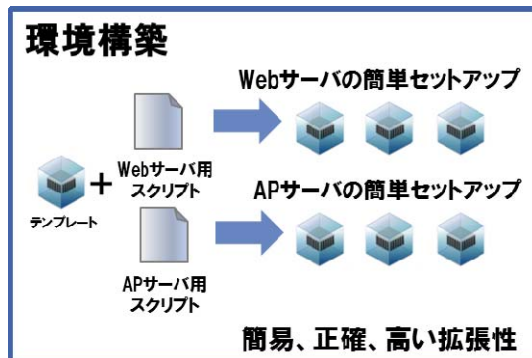 環境構築
Webサーバの簡単セットアップ
Webサーバ用
スクリプト
+
テンプレート
APサーバの簡単セットアップ
APサーバ用
スクリプト
簡易、正確、高い拡張性